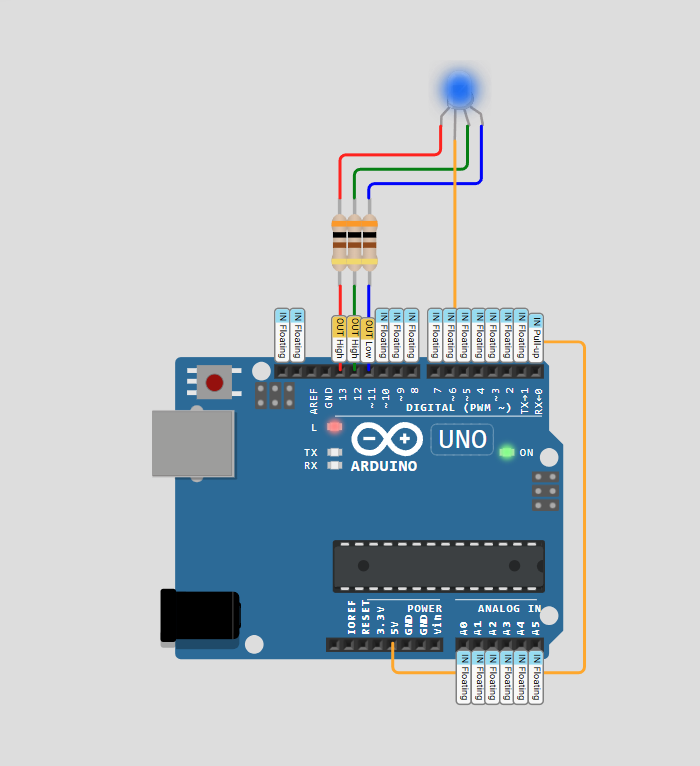 IN Floating IN Floating OUT High OUT High OUT Low IN Floating IN Floating IN Floating IN Floating IN Floating IN Floating IN Floating IN Floating IN Floating IN Floating IN Pull-up
AREF GND 13 12 ~11 ~10 ~9 8 7 ~6 ~5 4 ~3 2 TX→1 RX←0
DIGITAL (PWM ~)
L
UNO
TX
RX
ON
ARDUINO
POWER
ANALOG IN
IOREF RESET 3.3V 5V GND GND Vin A0 A1 A2 A3 A4 A5
IN Floating IN Floating IN Floating IN Floating IN Floating IN Floating